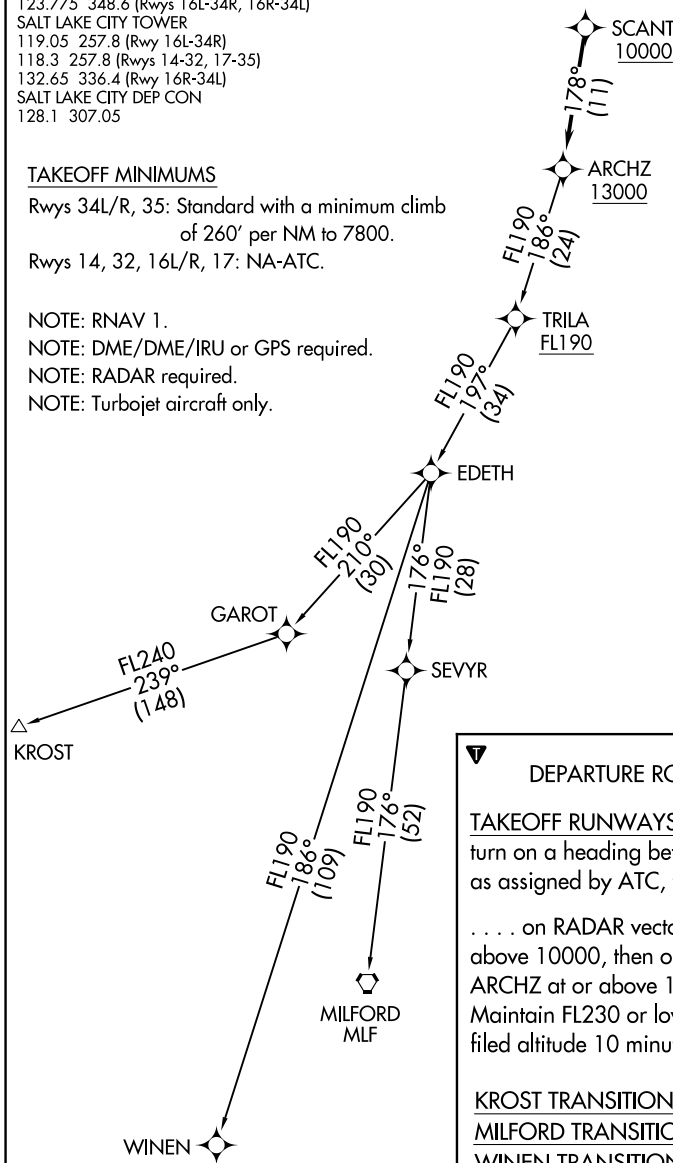 123.775 348.6 (Rwys 16L-34R, 16R-34L)
SALT LAKE CITY TOWER
119.05 257.8 (Rwy 16L-34R)
118.3 257.8 (Rwys 14-32, 17-35)
132.65 336.4 (Rwy 16R-34L)
SALT LAKE CITY DEP CON
128.1 307.05
TAKEOFF MINIMUMS
Rwys 34L/R, 35: Standard with a minimum climb
of 260' per NM to 7800.
Rwys 14, 32, 16L/R, 17: NA-ATC.
NOTE: RNAV 1.
NOTE: DME/DME/IRU or GPS required.
NOTE: RADAR required.
NOTE: Turbojet aircraft only.
SCANT
10000
178°
(11)
ARCHZ
13000
FL190
186°
(24)
TRILA
FL190
FL190
197°
(34)
EDETH
FL190
210°
(30)
176°
FL190
(28)
GAROT
FL240
239°
(148)
KROST
SEVYR
FL190
186°
(109)
FL190
176°
(52)
MILFORD
MLF
WINEN
T
DEPARTURE RO
TAKEOFF RUNWAYS
turn on a heading be
as assigned by ATC,
. . . . on RADAR vect
above 10000, then o
ARCHZ at or above 1
Maintain FL230 or lo
filed altitude 10 minu
KROST TRANSITION
MILFORD TRANSITIO
WINEN TRANSITION